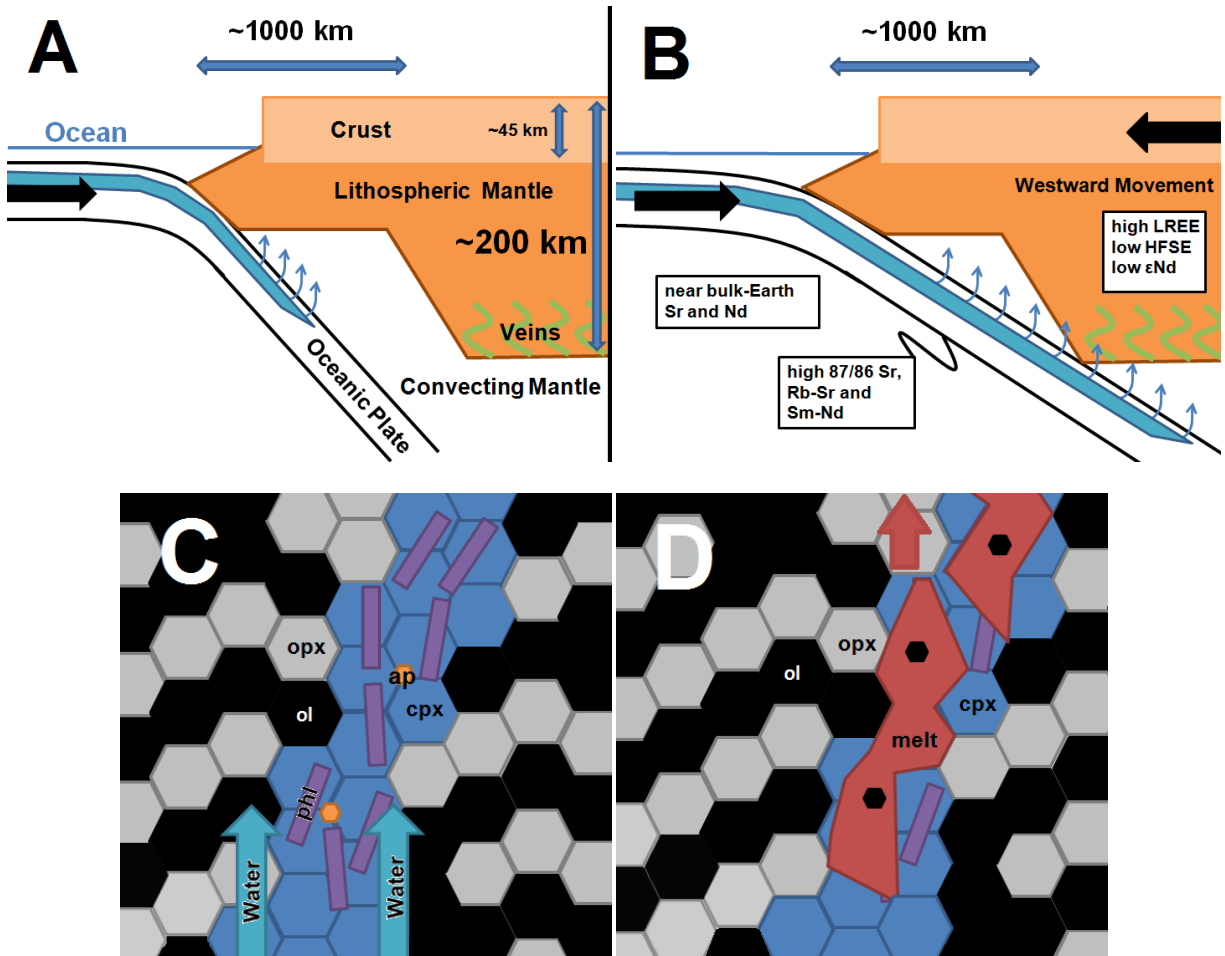 A
~1000 km
Ocean
Crust
~45 km
Lithospheric Mantle
~200 km
Veins
Oceanic Plate
Convecting Mantle
B
~1000 km
Westward Movement
high LREE
low HFSE
low εNd
near bulk-Earth
Sr and Nd
high 87/86 Sr,
Rb-Sr and
Sm-Nd
C
opx
ap
ol
cpx
phl
Water
Water
D
opx
ol
cpx
melt